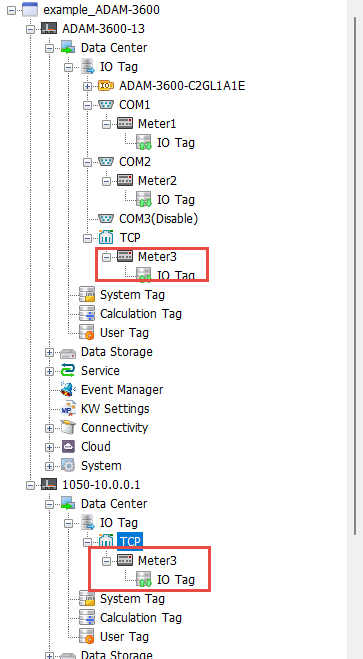 example_ADAM-3600
ADAM-3600-13
Data Center
IO Tag
ADAM-3600-C2GL1A1E
COM1
Meter1
IO Tag
COM2
Meter2
IO Tag
COM3(Disable)
TCP
Meter3
IO Tag
System Tag
Calculation Tag
User Tag
Data Storage
Service
Event Manager
KW Settings
Connectivity
Cloud
System
1050-10.0.0.1
Data Center
IO Tag
TCP
Meter3
IO Tag
System Tag
Calculation Tag
User Tag
Data Storage